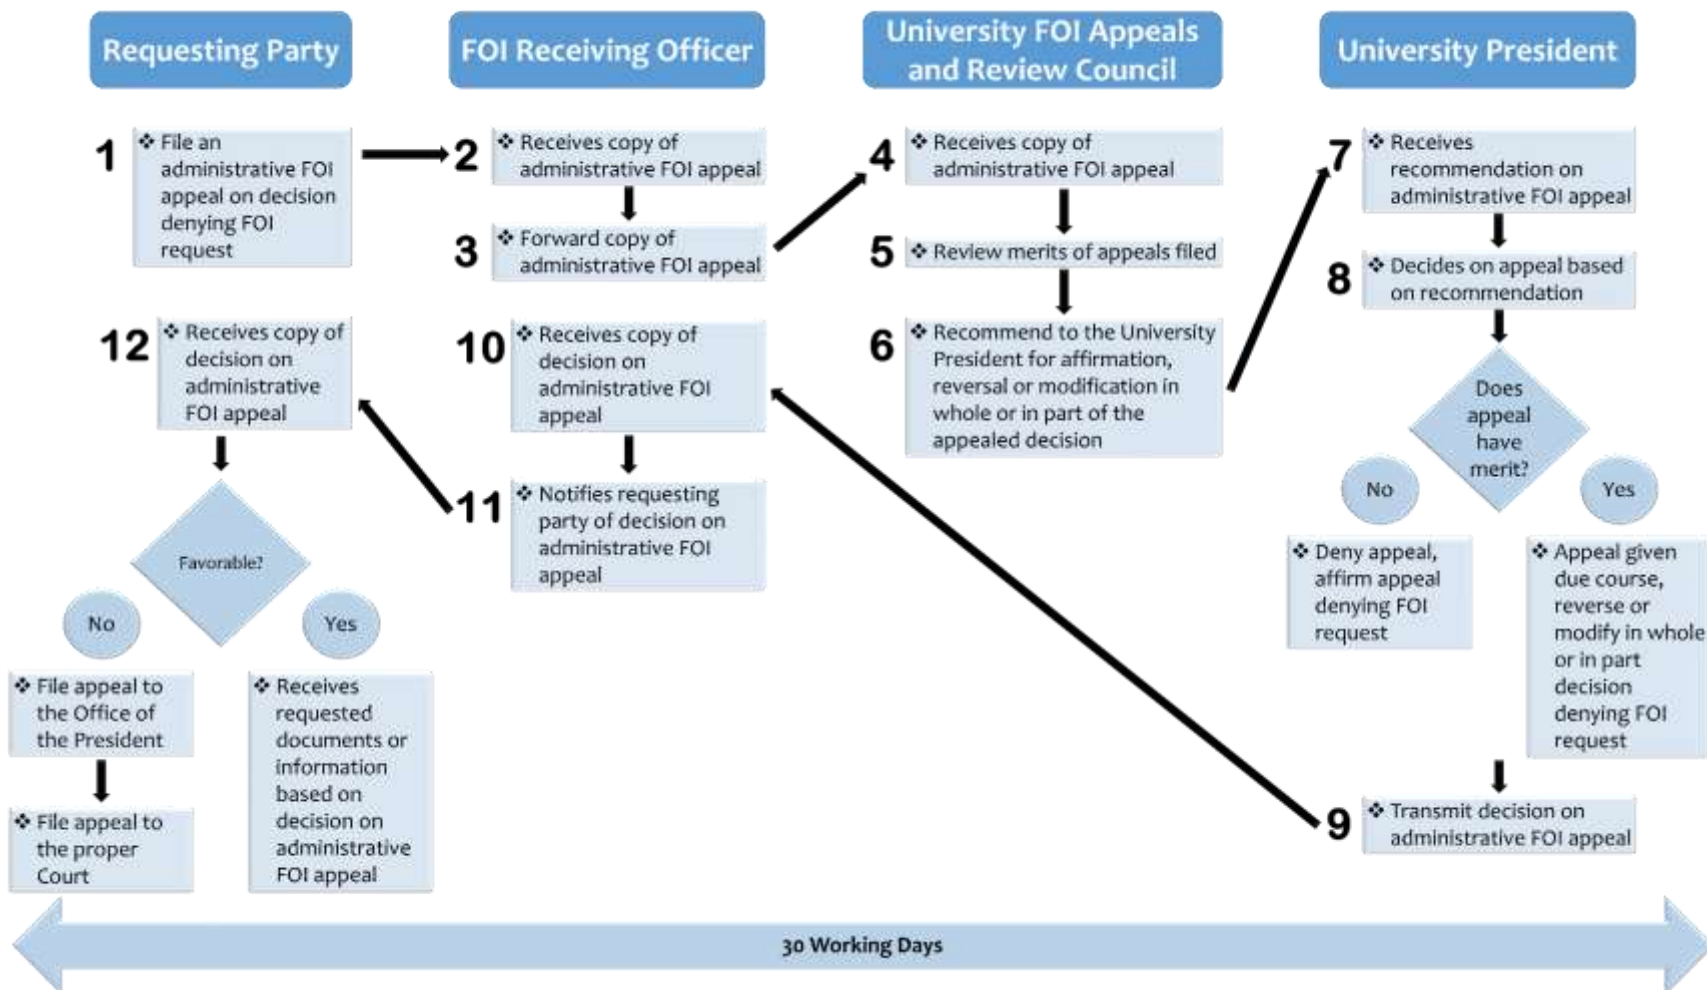 Requesting Party
FOI Receiving Officer
University FOI Appeals
and Review Council
University President
1
❖ File an
administrative FOI
appeal on decision
denying FOI
request
2
❖ Receives copy of
administrative FOI appeal
3
❖ Forward copy of
administrative FOI appeal
4
❖ Receives copy of
administrative FOI appeal
5
❖ Review merits of appeals filed
6
❖ Recommend to the University
President for affirmation,
reversal or modification in
whole or in part of the
appealed decision
7
❖ Receives
recommendation on
administrative FOI appeal
8
❖ Decides on appeal based
on recommendation
Does
appeal
have
merit?
No
Yes
❖ Deny appeal,
affirm appeal
denying FOI
request
❖ Appeal given
due course,
reverse or
modify in whole
or in part
decision
denying FOI
request
9
❖ Transmit decision on
administrative FOI appeal
10
❖ Receives copy of
decision on
administrative FOI
appeal
11
❖ Notifies requesting
party of decision on
administrative FOI
appeal
12
❖ Receives copy of
decision on
administrative
FOI appeal
Favorable?
No
Yes
❖ File appeal to
the Office of
the President
❖ File appeal to
the proper
Court
❖ Receives
requested
documents or
information
based on
decision on
administrative
FOI appeal
30 Working Days